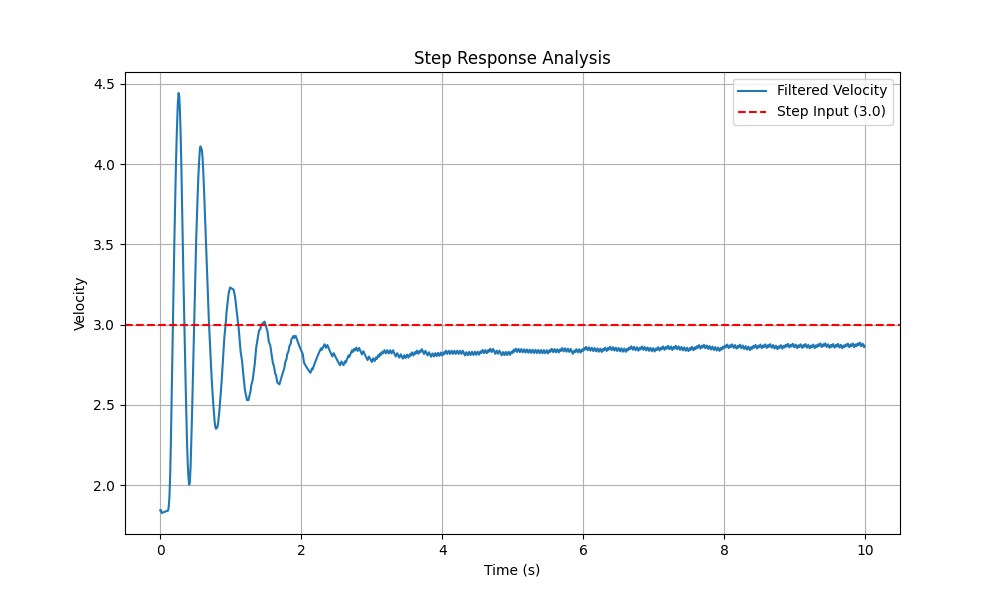 Step Response Analysis
Filtered Velocity
Step Input (3.0)
4.5
4.0
3.5
3.0
2.5
2.0
Velocity
0
2
4
6
8
10
Time (s)